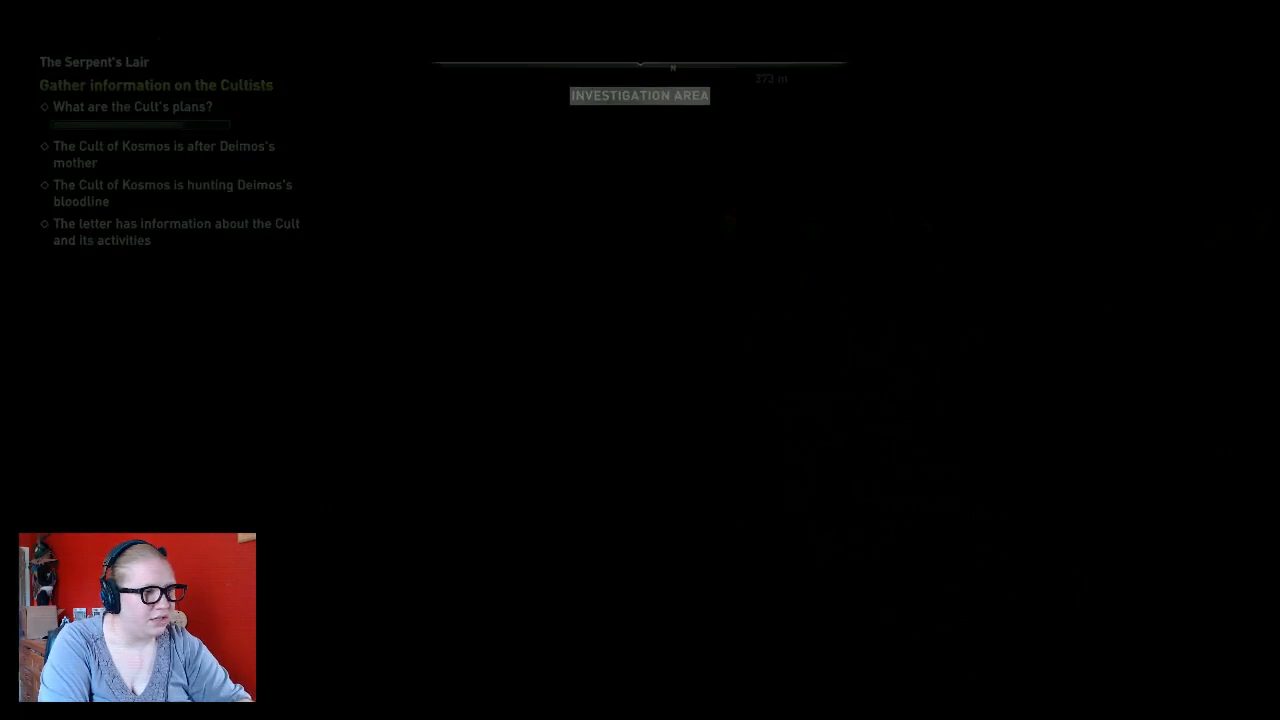 The Serpent's Lair
Gather information on the Cultists
What are the Cult's plans?
The Cult of Kosmos is after Deimos's
mother
The Cult of Kosmos is hunting Deimos's
bloodline
The letter has information about the Cult
and its activities
N
373 m
INVESTIGATION AREA